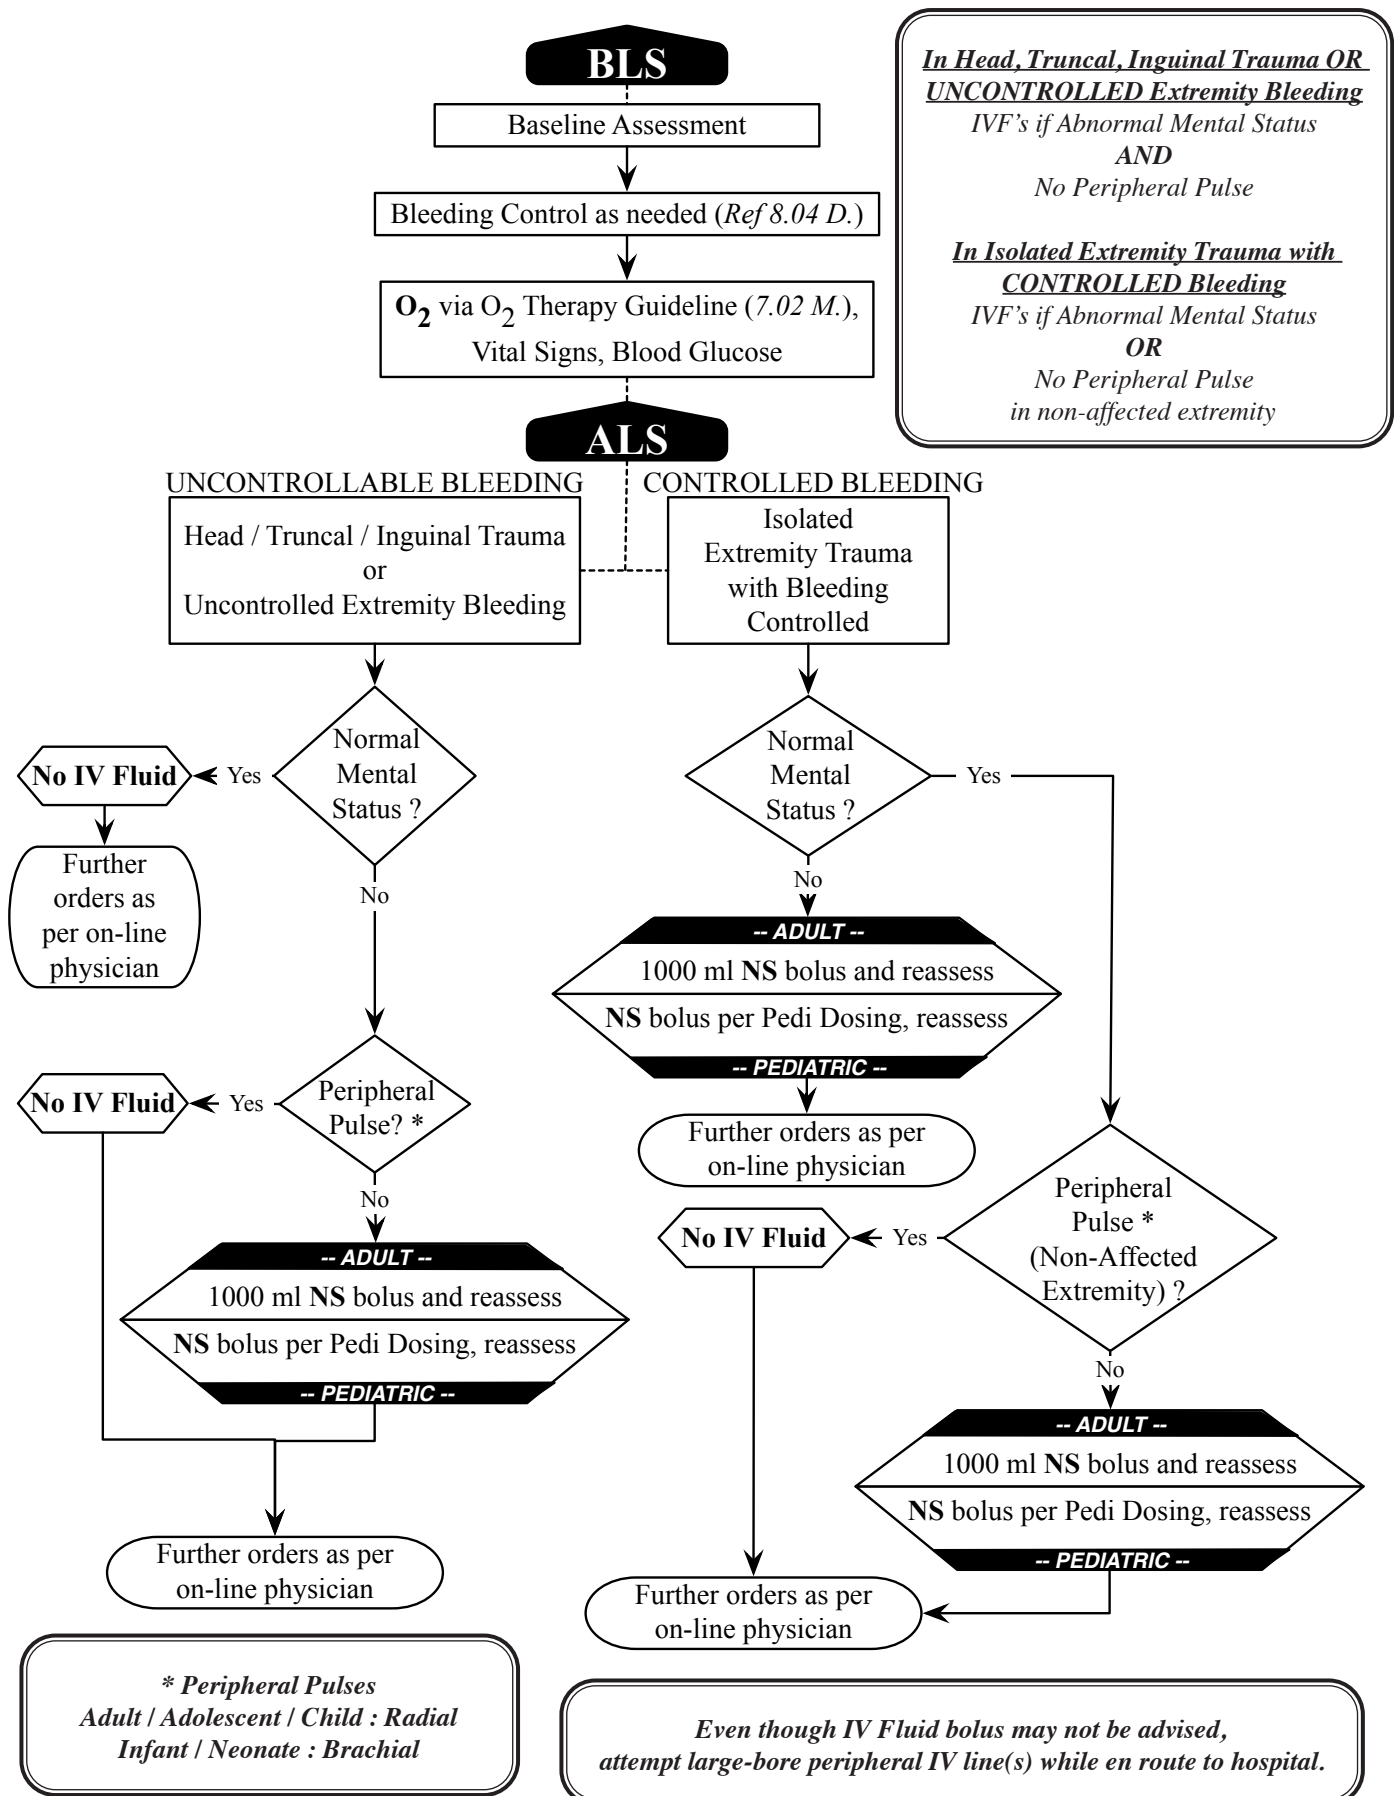 BLS
Baseline Assessment
Bleeding Control as needed (Ref 8.04 D.)
O2 via O2 Therapy Guideline (7.02 M.),
Vital Signs, Blood Glucose
In Head, Truncal, Inguinal Trauma OR
UNCONTROLLED Extremity Bleeding
IVF's if Abnormal Mental Status
AND
No Peripheral Pulse
In Isolated Extremity Trauma with
CONTROLLED Bleeding
IVF's if Abnormal Mental Status
OR
No Peripheral Pulse
in non-affected extremity
ALS
UNCONTROLLABLE BLEEDING
Head / Truncal / Inguinal Trauma
or
Uncontrolled Extremity Bleeding
Normal
Mental
Status ?
Yes
No IV Fluid
Further
orders as
per on-line
physician
No
Peripheral
Pulse? *
Yes
No IV Fluid
No
-- ADULT --
1000 ml NS bolus and reassess
NS bolus per Pedi Dosing, reassess
-- PEDIATRIC --
Further orders as per
on-line physician
CONTROLLED BLEEDING
Isolated
Extremity Trauma
with Bleeding
Controlled
Normal
Mental
Status ?
Yes
No
-- ADULT --
1000 ml NS bolus and reassess
NS bolus per Pedi Dosing, reassess
-- PEDIATRIC --
Further orders as per
on-line physician
Peripheral
Pulse *
(Non-Affected
Extremity) ?
Yes
No IV Fluid
No
-- ADULT --
1000 ml NS bolus and reassess
NS bolus per Pedi Dosing, reassess
-- PEDIATRIC --
Further orders as per
on-line physician
* Peripheral Pulses
Adult / Adolescent / Child : Radial
Infant / Neonate : Brachial
Even though IV Fluid bolus may not be advised,
attempt large-bore peripheral IV line(s) while en route to hospital.